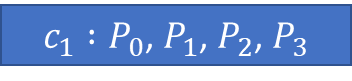 c₁ : P₀, P₁, P₂, P₃